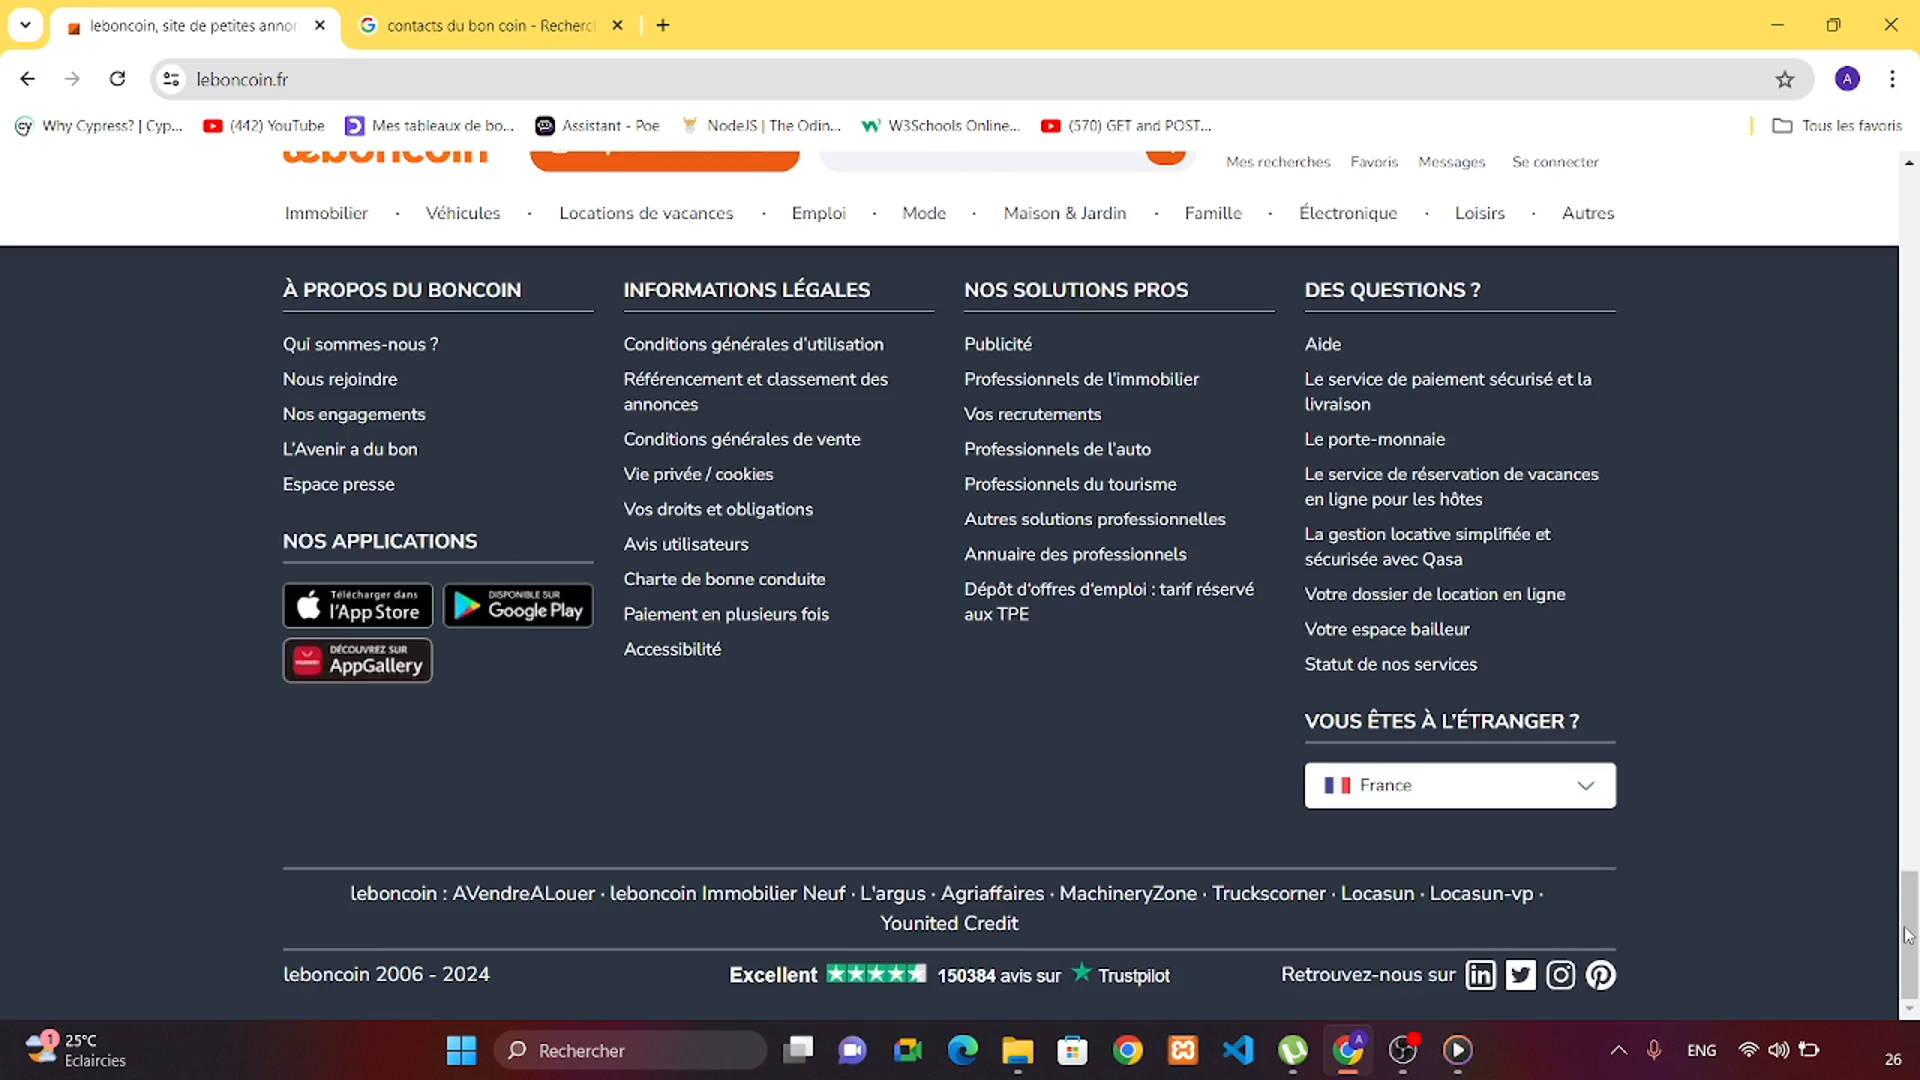 leboncoin, site de petites annor
contacts du bon coin - Recherc
leboncoin.fr
A
Why Cypress? | Cyp...
(442) YouTube
Mes tableaux de bo...
Assistant - Poe
NodeJS | The Odin...
W3Schools Online...
(570) GET and POST...
Tous les favoris
leboncoin
Mes recherches
Favoris
Messages
Se connecter
Immobilier · Véhicules · Locations de vacances · Emploi · Mode · Maison & Jardin · Famille · Électronique · Loisirs · Autres
À PROPOS DU BONCOIN
Qui sommes-nous ?
Nous rejoindre
Nos engagements
L'Avenir a du bon
Espace presse
NOS APPLICATIONS
Télécharger dans
l'App Store
DISPONIBLE SUR
Google Play
DÉCOUVREZ SUR
AppGallery
INFORMATIONS LÉGALES
Conditions générales d'utilisation
Référencement et classement des
annonces
Conditions générales de vente
Vie privée / cookies
Vos droits et obligations
Avis utilisateurs
Charte de bonne conduite
Paiement en plusieurs fois
Accessibilité
NOS SOLUTIONS PROS
Publicité
Professionnels de l'immobilier
Vos recrutements
Professionnels de l'auto
Professionnels du tourisme
Autres solutions professionnelles
Annuaire des professionnels
Dépôt d'offres d'emploi : tarif réservé
aux TPE
DES QUESTIONS ?
Aide
Le service de paiement sécurisé et la
livraison
Le porte-monnaie
Le service de réservation de vacances
en ligne pour les hôtes
La gestion locative simplifiée et
sécurisée avec Qasa
Votre dossier de location en ligne
Votre espace bailleur
Statut de nos services
VOUS ÊTES À L'ÉTRANGER ?
France
leboncoin : AVendreALouer · leboncoin Immobilier Neuf · L'argus · Agriaffaires · MachineryZone · Truckscorner · Locasun · Locasun-vp ·
Younited Credit
leboncoin 2006 - 2024
Excellent 150384 avis sur Trustpilot
Retrouvez-nous sur
1
25°C
Eclaircies
Rechercher
A
ENG
26